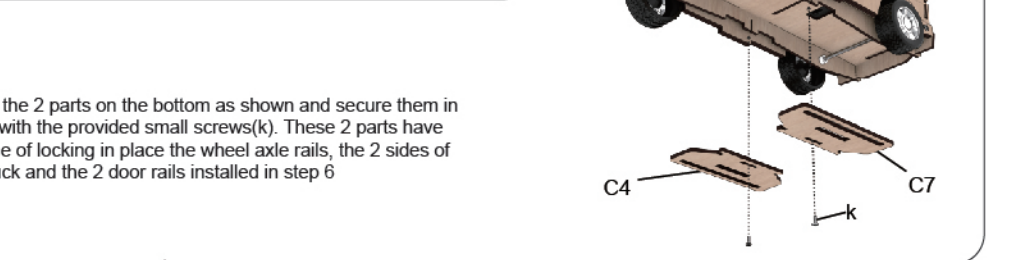 the 2 parts on the bottom as shown and secure them in
with the provided small screws(k). These 2 parts have
e of locking in place the wheel axle rails, the 2 sides of
ck and the 2 door rails installed in step 6
C4
C7
k